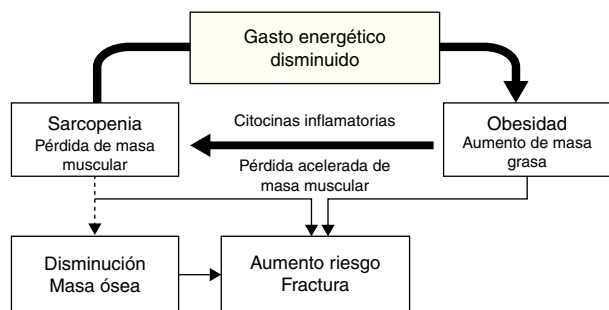 Gasto energético
disminuido
Sarcopenia
Pérdida de masa
muscular
Citocinas inflamatorias
Pérdida acelerada de
masa muscular
Obesidad
Aumento de masa
grasa
Disminución
Masa ósea
Aumento riesgo
Fractura